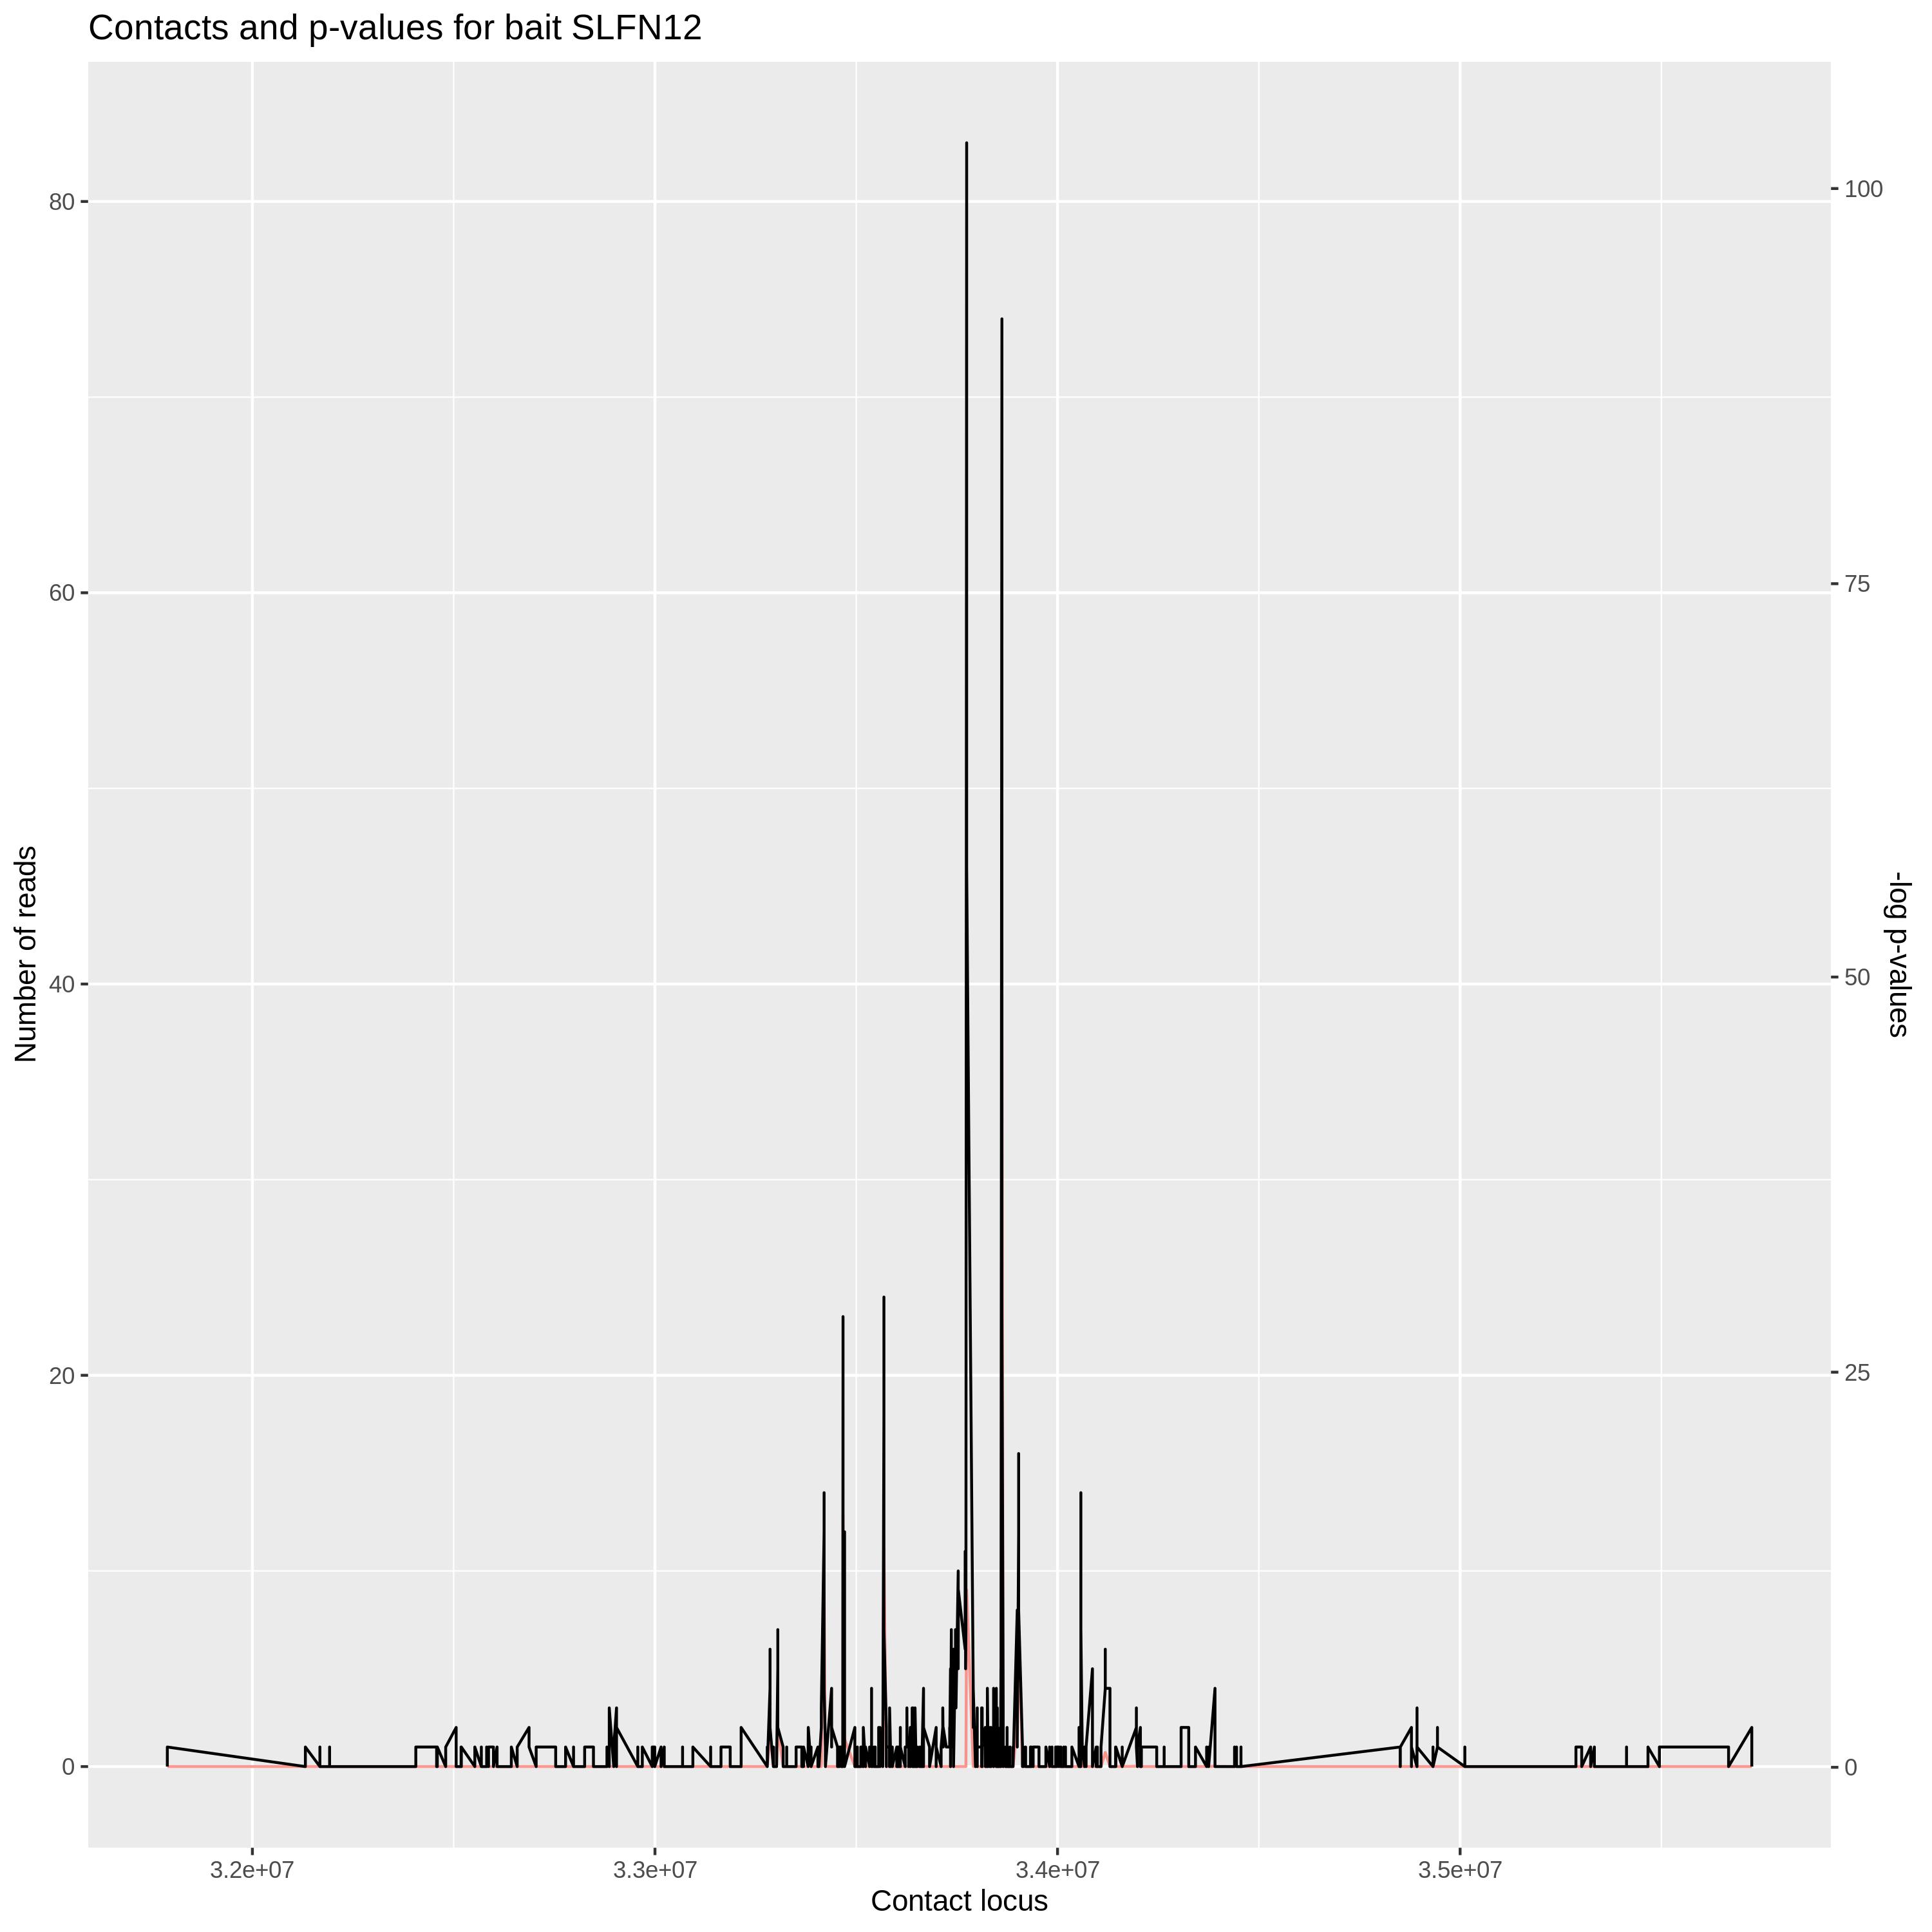 Contacts and p-values for bait SLFN12
80
60
40
20
0
Number of reads
100
75
50
25
0
-log p-values
3.2e+07
3.3e+07
3.4e+07
3.5e+07
Contact locus